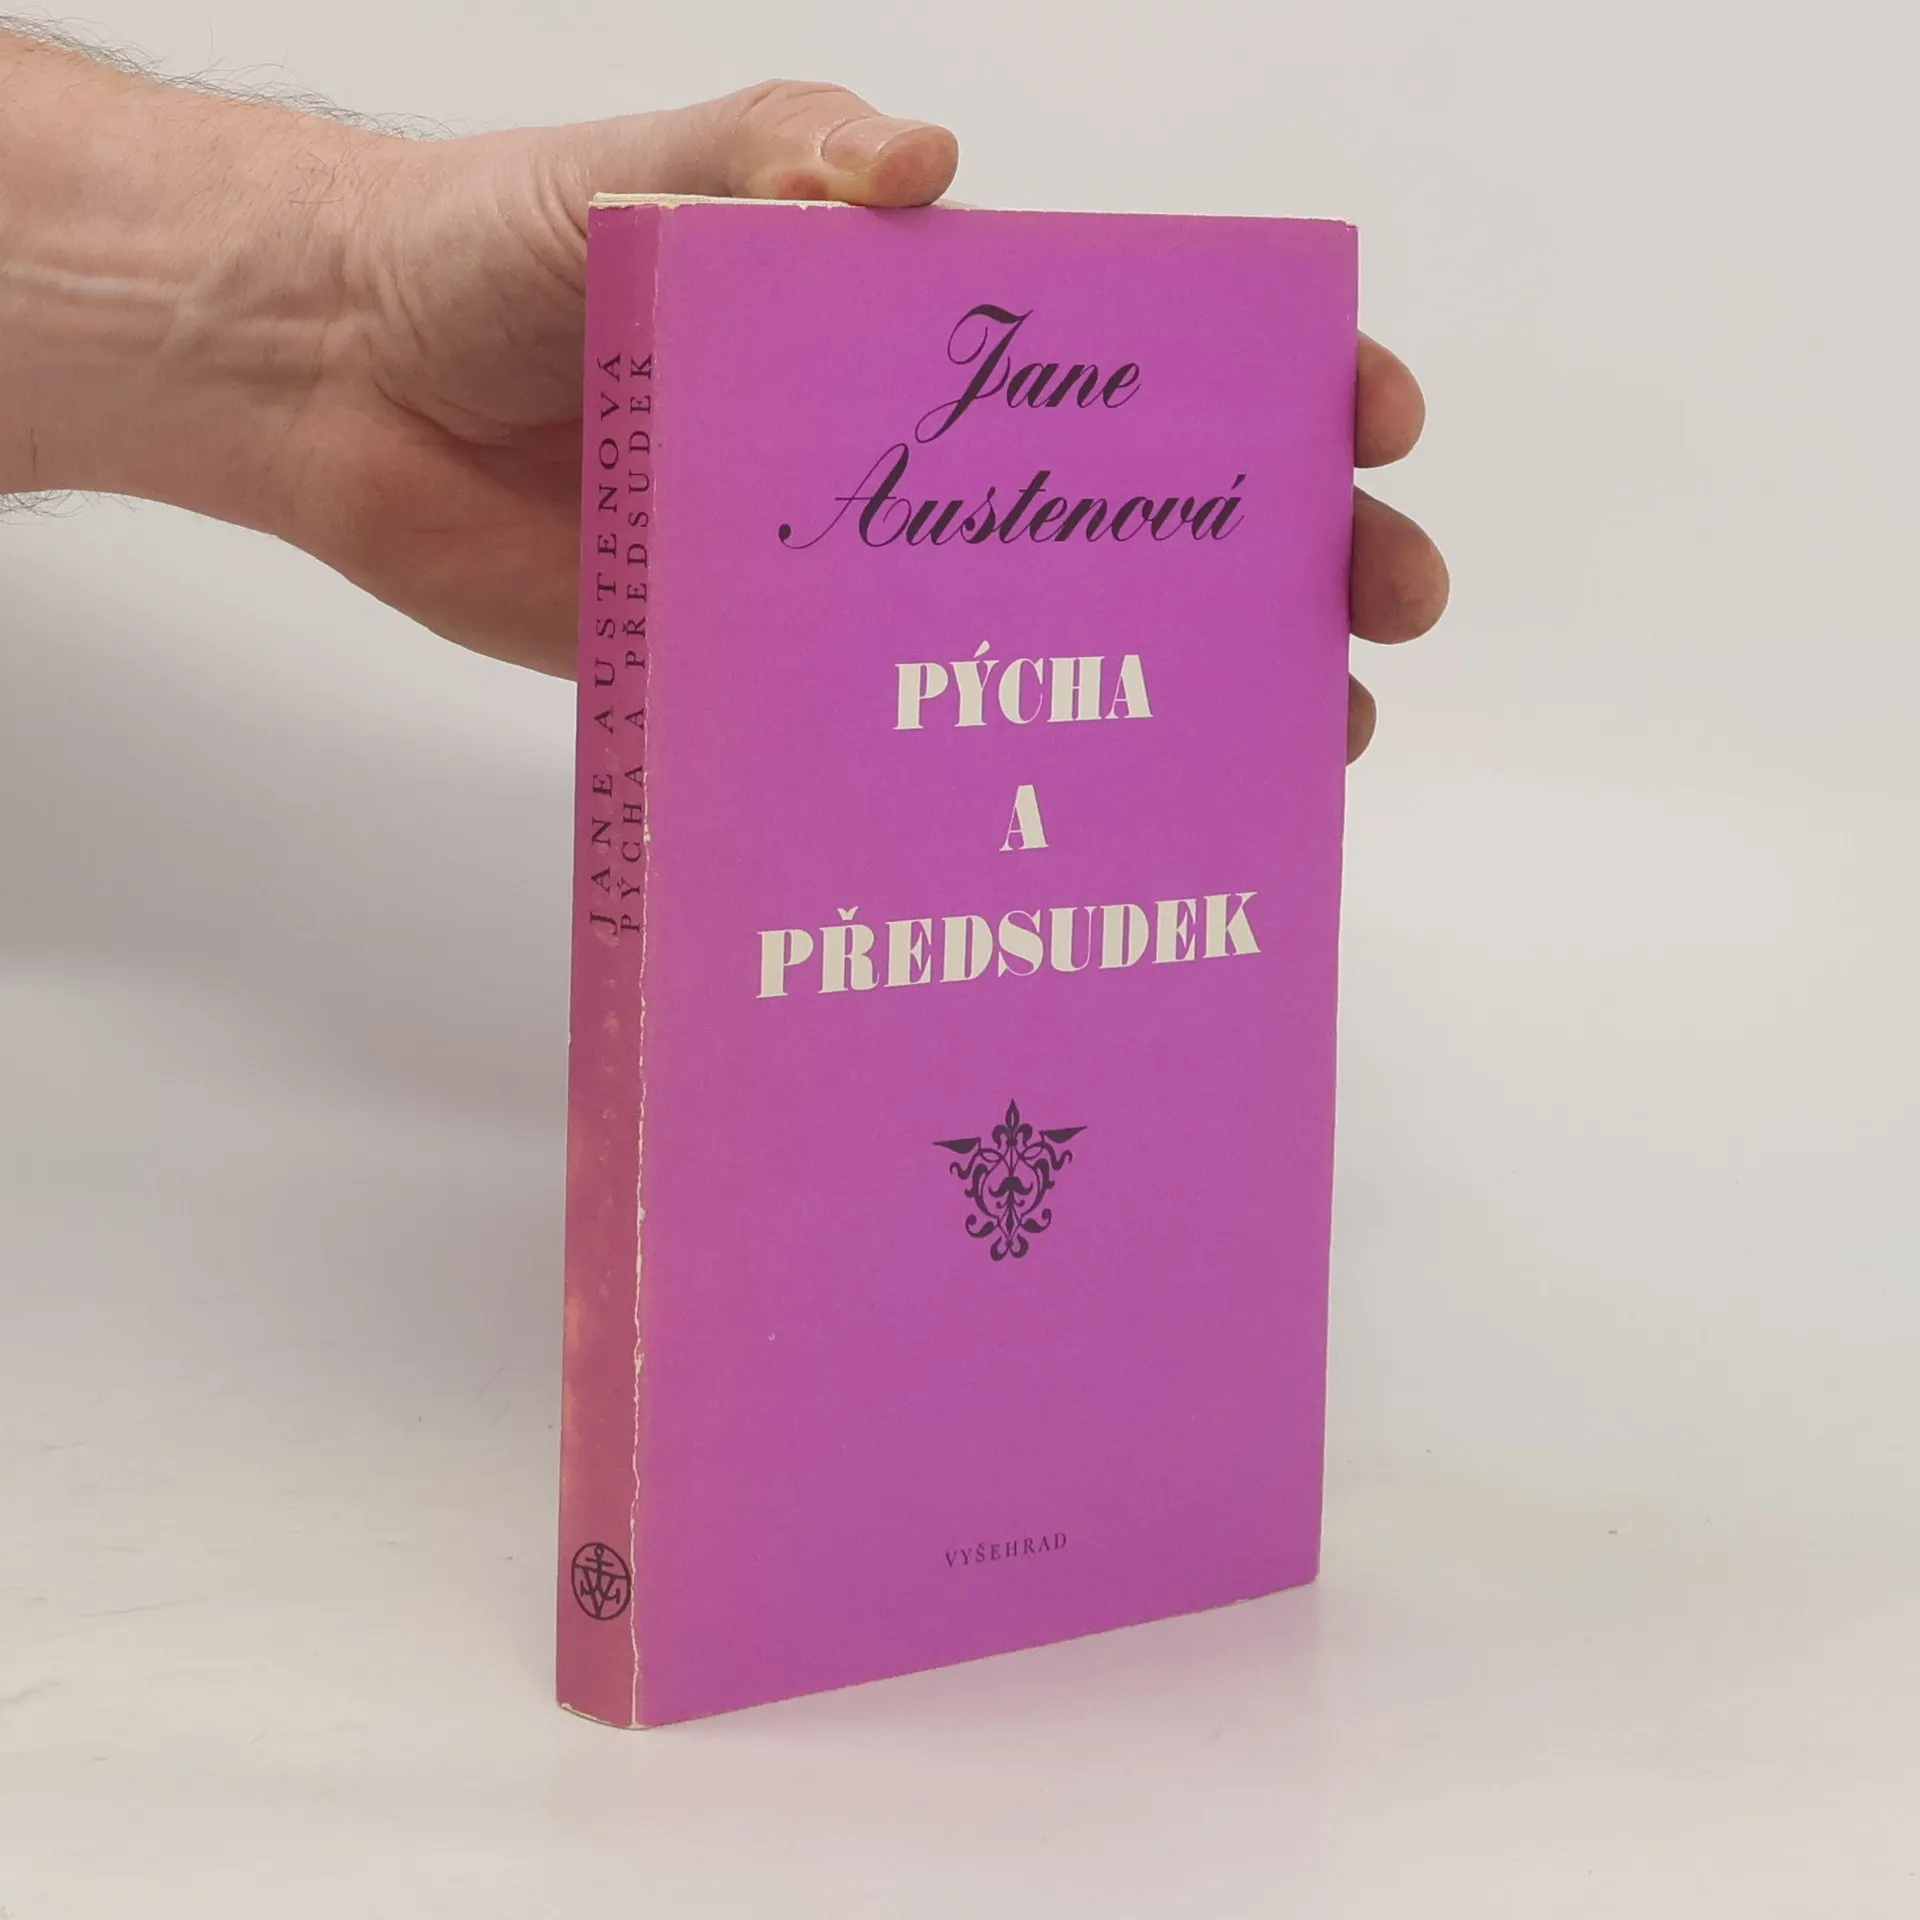 JANE AUSTENOVÁ
PÝCHA A PŘEDSUDEK
Jane
Austenová
PÝCHA
A
PŘEDSUDEK
VYŠEHRAD